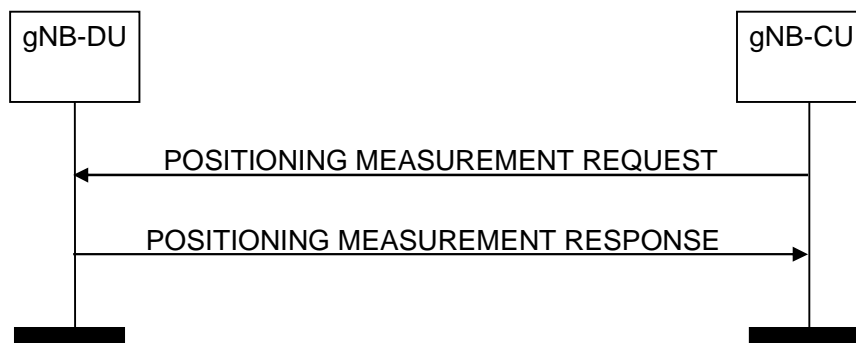 gNB-DU
gNB-CU
POSITIONING MEASUREMENT REQUEST
POSITIONING MEASUREMENT RESPONSE